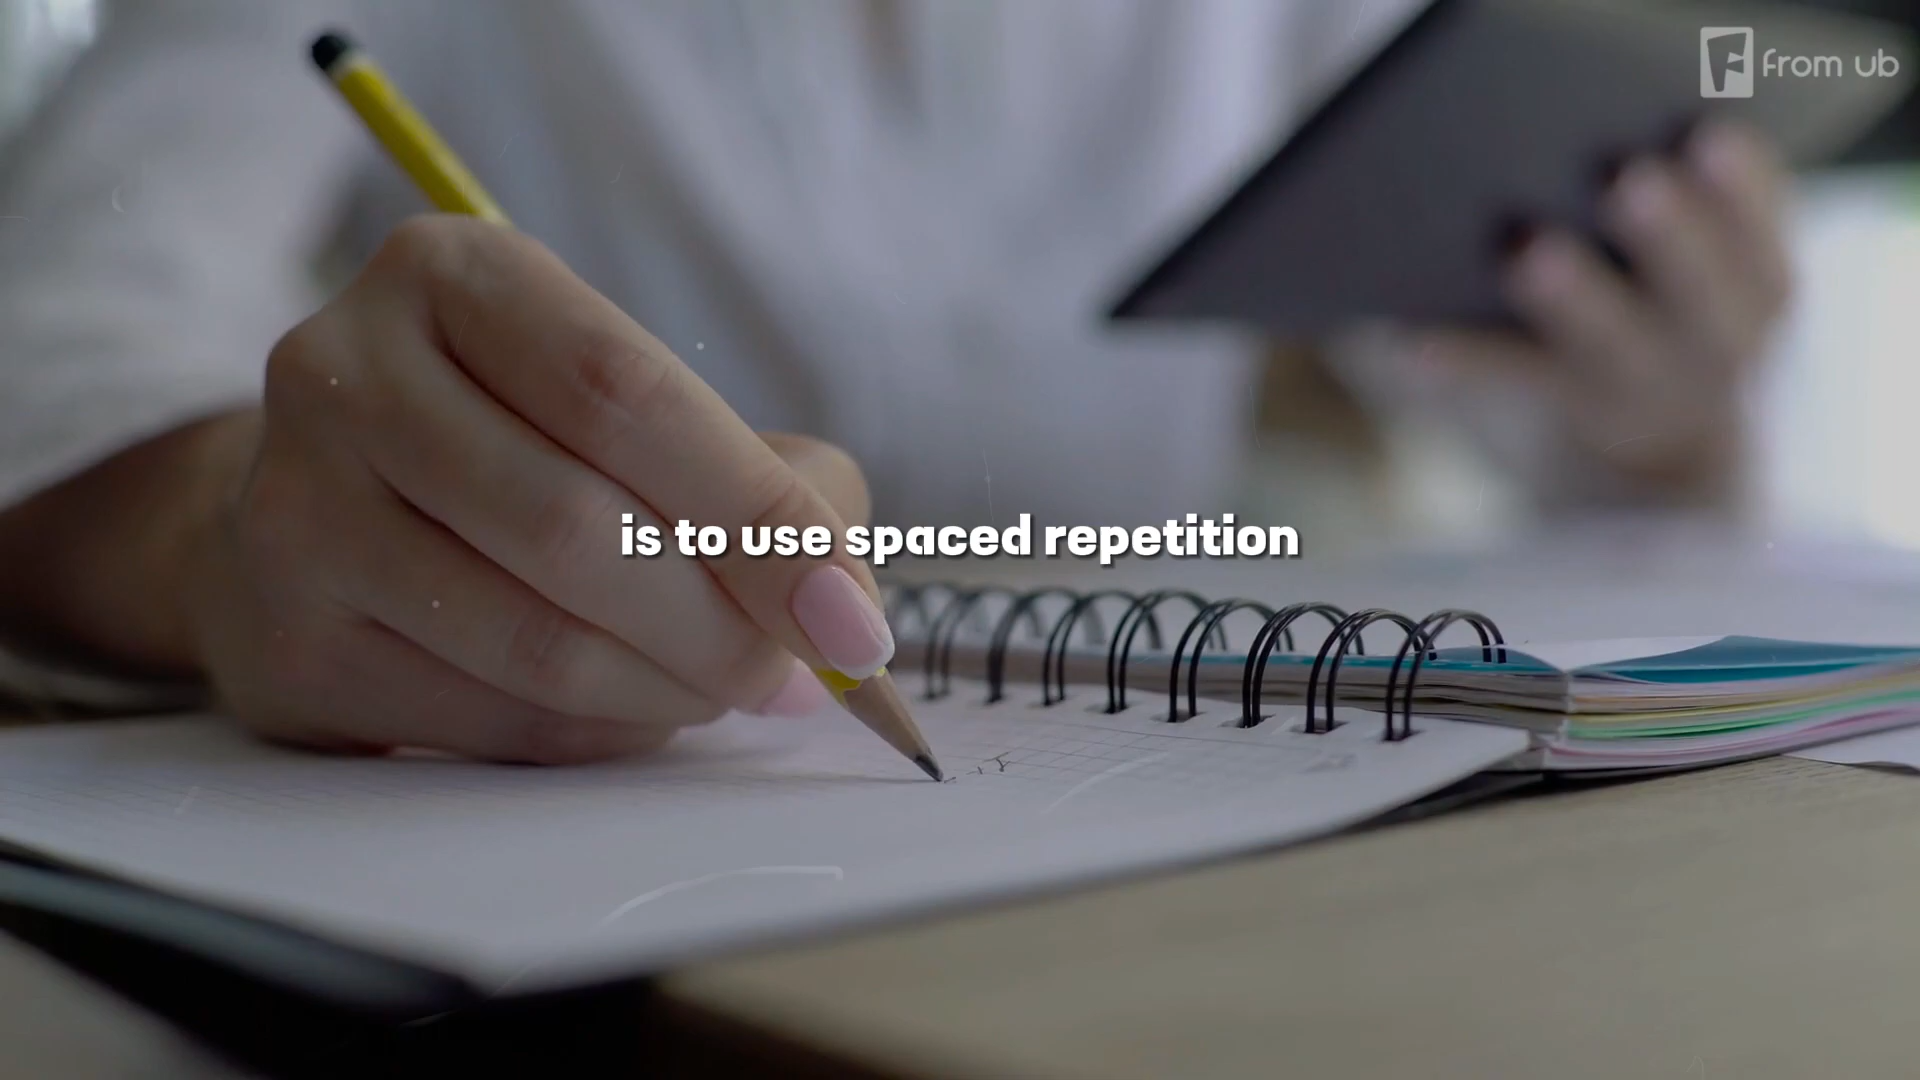 From ub
is to use spaced repetition